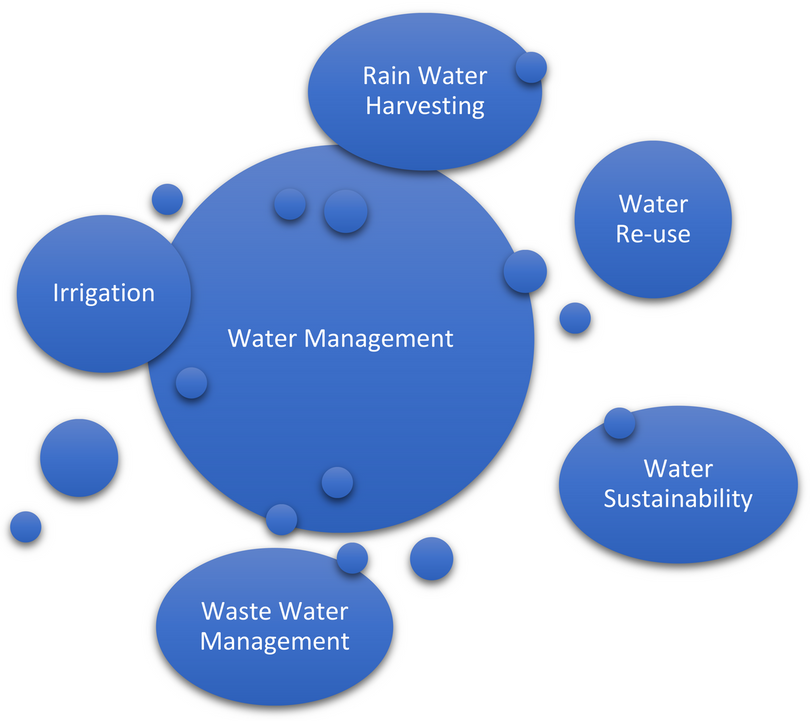 Rain Water
Harvesting
Water
Re-use
Irrigation
Water Management
Water
Sustainability
Waste Water
Management